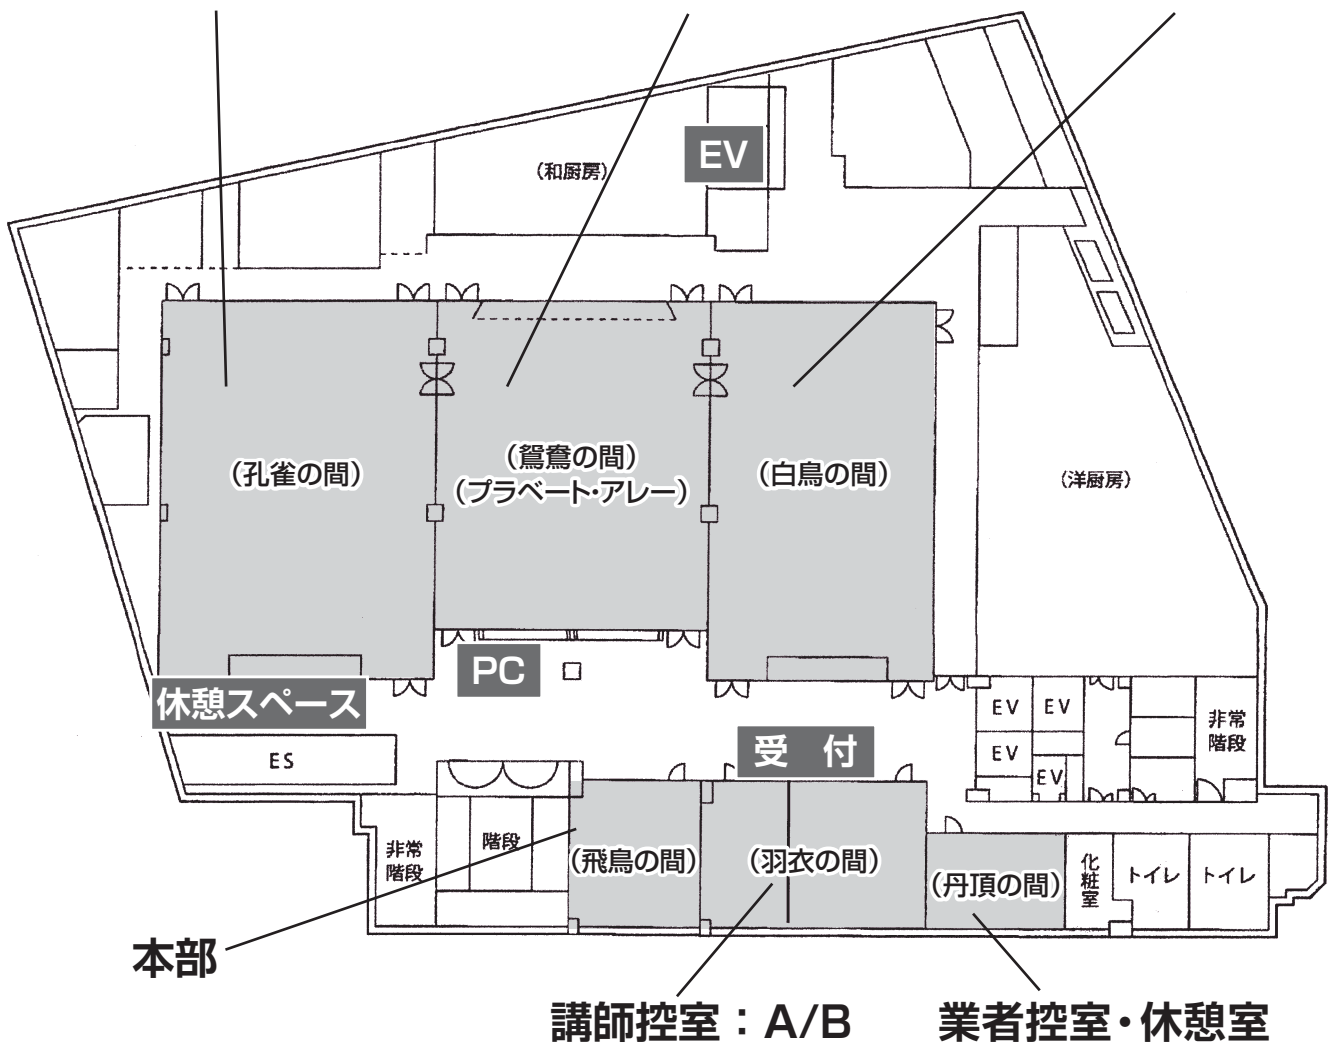 EV
(和厨房)
(孔雀の間)
(鴛鴦の間)
(プラベート・アレー)
(白鳥の間)
(洋厨房)
PC
休憩スペース
ES
受 付
EV
EV
EV
EV
非常
階段
非常
階段
階段
(飛鳥の間)
(羽衣の間)
(丹頂の間)
化粧室
トイレ
トイレ
本部
講師控室:A/B
業者控室・休憩室